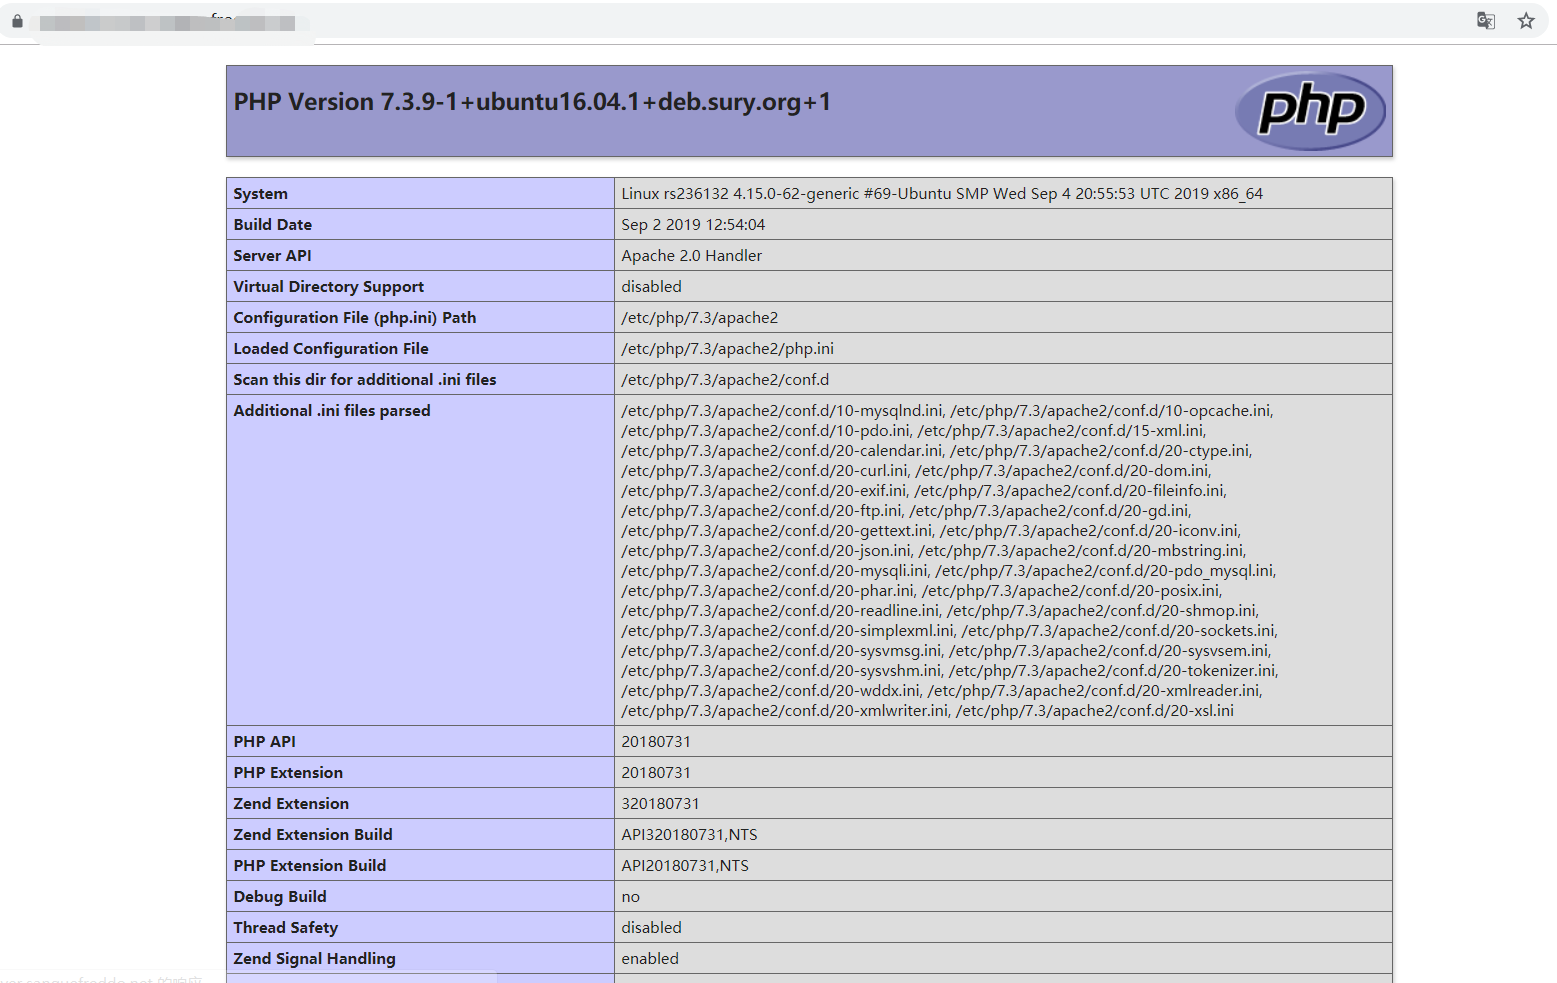 PHP Version 7.3.9-1+ubuntu16.04.1+deb.sury.org+1
php
System Linux rs236132 4.15.0-62-generic #69-Ubuntu SMP Wed Sep 4 20:55:53 UTC 2019 x86_64
Build Date Sep 2 2019 12:54:04
Server API Apache 2.0 Handler
Virtual Directory Support disabled
Configuration File (php.ini) Path /etc/php/7.3/apache2
Loaded Configuration File /etc/php/7.3/apache2/php.ini
Scan this dir for additional .ini files /etc/php/7.3/apache2/conf.d
Additional .ini files parsed /etc/php/7.3/apache2/conf.d/10-mysqlnd.ini, /etc/php/7.3/apache2/conf.d/10-opcache.ini,
/etc/php/7.3/apache2/conf.d/10-pdo.ini, /etc/php/7.3/apache2/conf.d/15-xml.ini,
/etc/php/7.3/apache2/conf.d/20-calendar.ini, /etc/php/7.3/apache2/conf.d/20-ctype.ini,
/etc/php/7.3/apache2/conf.d/20-curl.ini, /etc/php/7.3/apache2/conf.d/20-dom.ini,
/etc/php/7.3/apache2/conf.d/20-exif.ini, /etc/php/7.3/apache2/conf.d/20-fileinfo.ini,
/etc/php/7.3/apache2/conf.d/20-ftp.ini, /etc/php/7.3/apache2/conf.d/20-gd.ini,
/etc/php/7.3/apache2/conf.d/20-gettext.ini, /etc/php/7.3/apache2/conf.d/20-iconv.ini,
/etc/php/7.3/apache2/conf.d/20-json.ini, /etc/php/7.3/apache2/conf.d/20-mbstring.ini,
/etc/php/7.3/apache2/conf.d/20-mysqli.ini, /etc/php/7.3/apache2/conf.d/20-pdo_mysql.ini,
/etc/php/7.3/apache2/conf.d/20-phar.ini, /etc/php/7.3/apache2/conf.d/20-posix.ini,
/etc/php/7.3/apache2/conf.d/20-readline.ini, /etc/php/7.3/apache2/conf.d/20-shmop.ini,
/etc/php/7.3/apache2/conf.d/20-simplexml.ini, /etc/php/7.3/apache2/conf.d/20-sockets.ini,
/etc/php/7.3/apache2/conf.d/20-sysvmsg.ini, /etc/php/7.3/apache2/conf.d/20-sysvsem.ini,
/etc/php/7.3/apache2/conf.d/20-sysvshm.ini, /etc/php/7.3/apache2/conf.d/20-tokenizer.ini,
/etc/php/7.3/apache2/conf.d/20-wddx.ini, /etc/php/7.3/apache2/conf.d/20-xmlreader.ini,
/etc/php/7.3/apache2/conf.d/20-xmlwriter.ini, /etc/php/7.3/apache2/conf.d/20-xsl.ini
PHP API 20180731
PHP Extension 20180731
Zend Extension 320180731
Zend Extension Build API320180731,NTS
PHP Extension Build API20180731,NTS
Debug Build no
Thread Safety disabled
Zend Signal Handling enabled